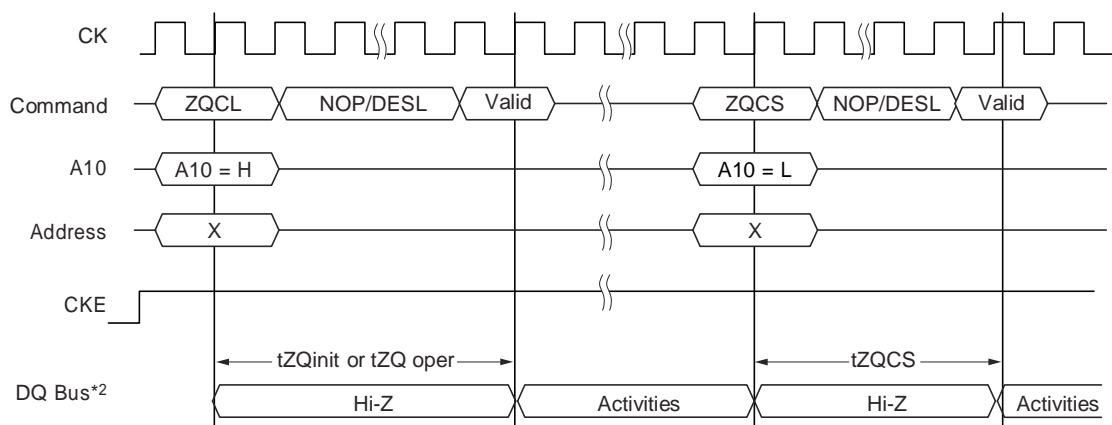 CK
Command ZQCL NOP/DESL Valid ZQCS NOP/DESL Valid
A10 A10 = H A10 = L
Address X X
CKE
tZQinit or tZQ oper tZQCS
DQ Bus*2 Hi-Z Activities Hi-Z Activities